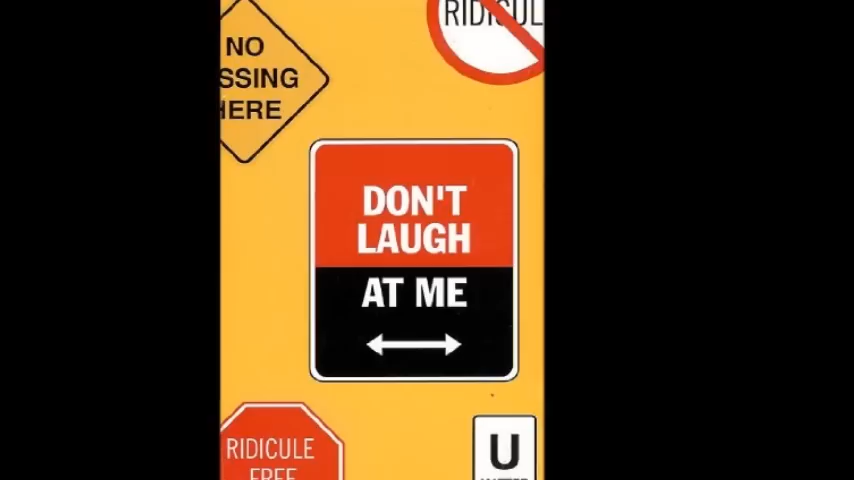 NO
SSING
HERE
RIDICUL
DON'T
LAUGH
AT ME
RIDICULE
FREE
U